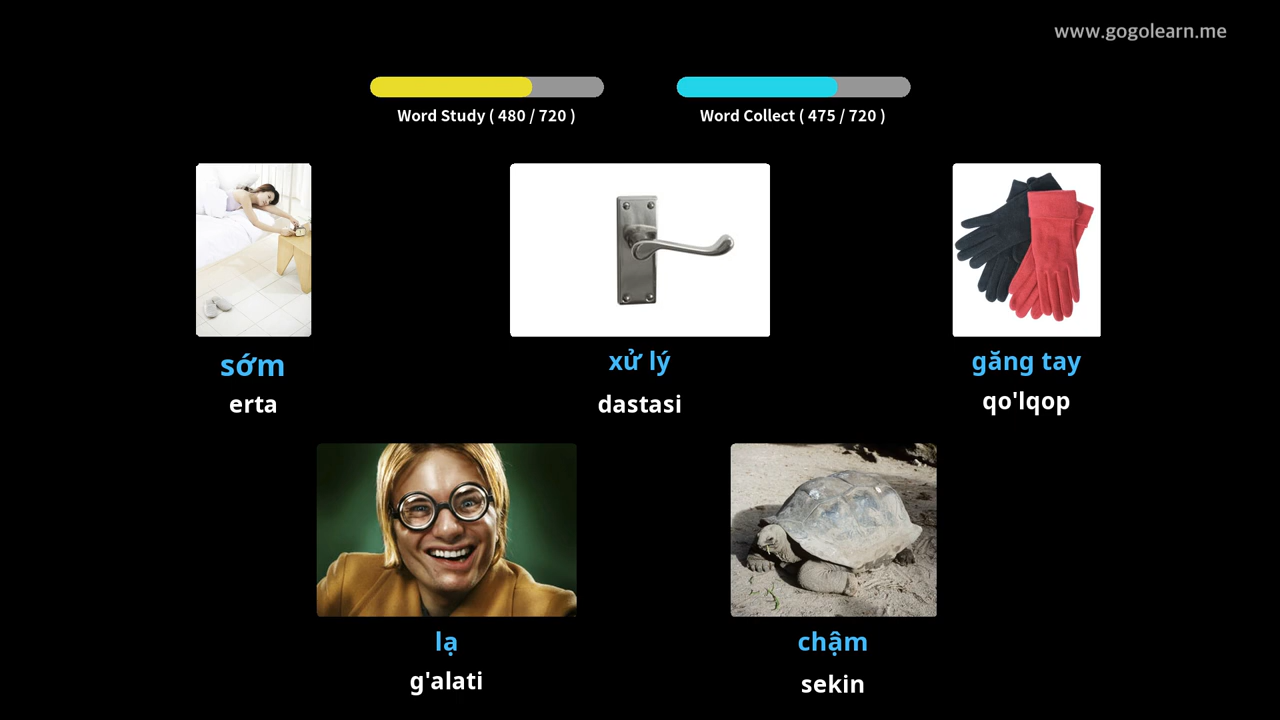 www.gogolearn.me
Word Study ( 480 / 720 )
Word Collect ( 475 / 720 )
sớm
erta
xử lý
dastasi
găng tay
qo'lqop
lạ
g'alati
chậm
sekin